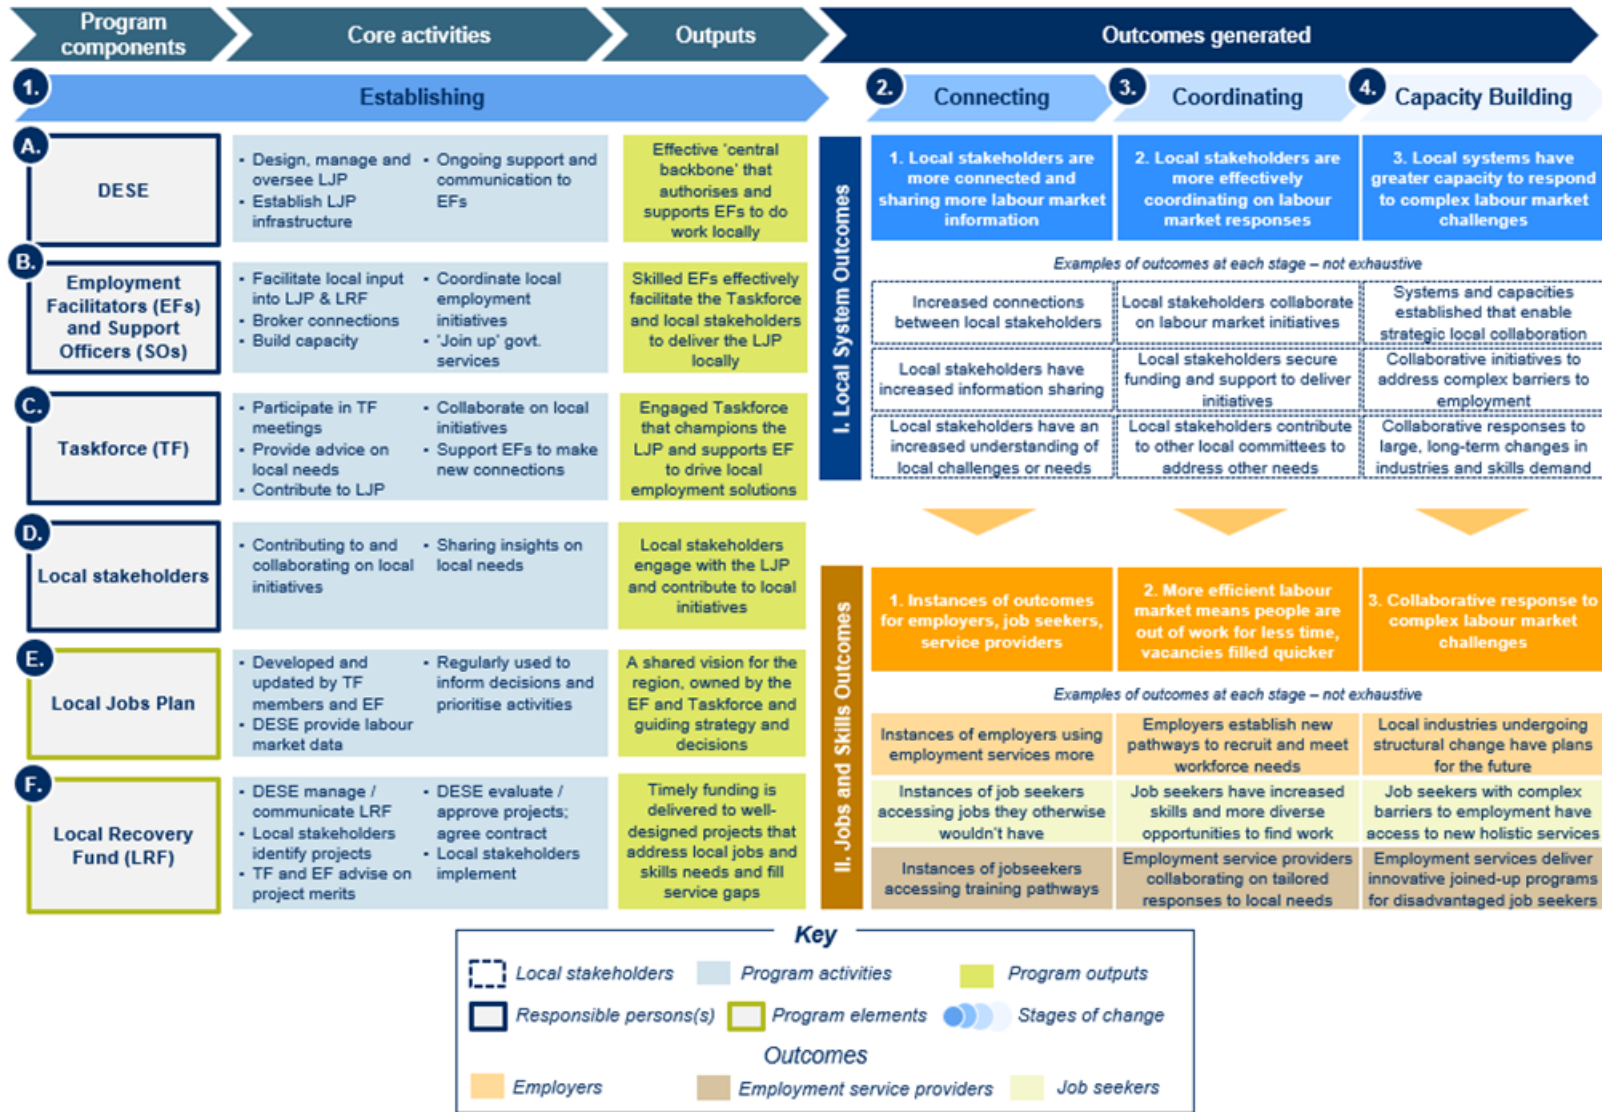 Program
components
Core activities
Outputs
Outcomes generated
1.
Establishing
2.
Connecting
3.
Coordinating
4.
Capacity Building
A.
DESE
▪ Design, manage and
oversee LJP
▪ Establish LJP
infrastructure
▪ Ongoing support and
communication to
EFs
Effective 'central
backbone' that
authorises and
supports EFs to do
work locally
B.
Employment
Facilitators (EFs)
and Support
Officers (SOs)
▪ Facilitate local input
into LJP & LRF
▪ Broker connections
▪ Build capacity
▪ Coordinate local
employment
initiatives
▪ 'Join up' govt.
services
Skilled EFs effectively
facilitate the Taskforce
and local stakeholders
to deliver the LJP
locally
C.
Taskforce (TF)
▪ Participate in TF
meetings
▪ Provide advice on
local needs
▪ Contribute to LJP
▪ Collaborate on local
initiatives
▪ Support EFs to make
new connections
Engaged Taskforce
that champions the
LJP and supports EF
to drive local
employment solutions
D.
Local stakeholders
▪ Contributing to and
collaborating on local
initiatives
▪ Sharing insights on
local needs
Local stakeholders
engage with the LJP
and contribute to local
initiatives
E.
Local Jobs Plan
▪ Developed and
updated by TF
members and EF
▪ DESE provide labour
market data
▪ Regularly used to
inform decisions and
prioritise activities
A shared vision for the
region, owned by the
EF and Taskforce and
guiding strategy and
decisions
F.
Local Recovery
Fund (LRF)
▪ DESE manage /
communicate LRF
▪ Local stakeholders
identify projects
▪ TF and EF advise on
project merits
▪ DESE evaluate /
approve projects;
agree contract
▪ Local stakeholders
implement
Timely funding is
delivered to well-
designed projects that
address local jobs and
skills needs and fill
service gaps
I. Local System Outcomes
1. Local stakeholders are
more connected and
sharing more labour market
information
2. Local stakeholders are
more effectively
coordinating on labour
market responses
3. Local systems have
greater capacity to respond
to complex labour market
challenges
Examples of outcomes at each stage – not exhaustive
Increased connections
between local stakeholders
Local stakeholders collaborate
on labour market initiatives
Systems and capacities
established that enable
strategic local collaboration
Local stakeholders have
increased information sharing
Local stakeholders secure
funding and support to deliver
initiatives
Collaborative initiatives to
address complex barriers to
employment
Local stakeholders have an
increased understanding of
local challenges or needs
Local stakeholders contribute
to other local committees to
address other needs
Collaborative responses to
large, long-term changes in
industries and skills demand
II. Jobs and Skills Outcomes
1. Instances of outcomes
for employers, job seekers,
service providers
2. More efficient labour
market means people are
out of work for less time,
vacancies filled quicker
3. Collaborative response to
complex labour market
challenges
Examples of outcomes at each stage – not exhaustive
Instances of employers using
employment services more
Employers establish new
pathways to recruit and meet
workforce needs
Local industries undergoing
structural change have plans
for the future
Instances of job seekers
accessing jobs they otherwise
wouldn't have
Job seekers have increased
skills and more diverse
opportunities to find work
Job seekers with complex
barriers to employment have
access to new holistic services
Instances of jobseekers
accessing training pathways
Employment service providers
collaborating on tailored
responses to local needs
Employment services deliver
innovative joined-up programs
for disadvantaged job seekers
Key
Local stakeholders
Program activities
Program outputs
Responsible persons(s)
Program elements
Stages of change
Outcomes
Employers
Employment service providers
Job seekers